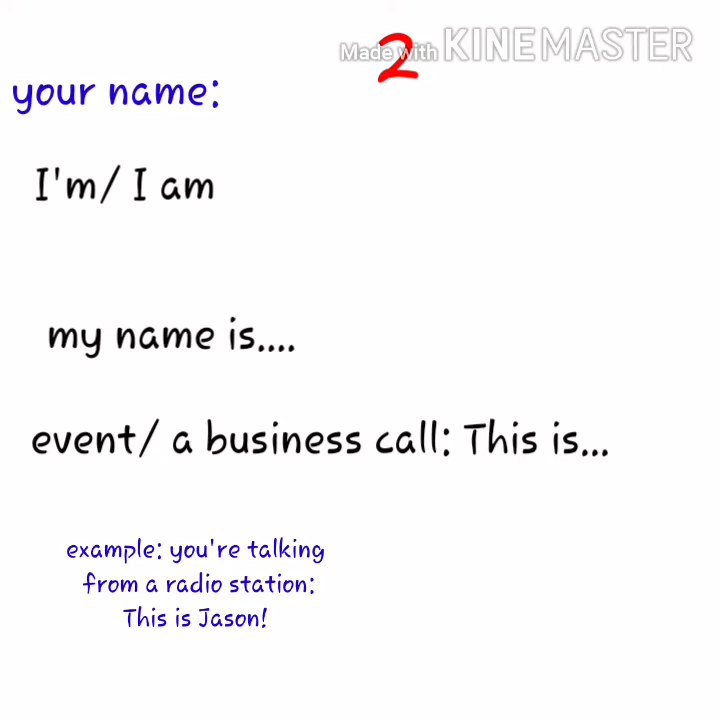 Made with KINEMASTER
2
your name:
I'm/ I am
my name is....
event/ a business call: This is...
example: you're talking
from a radio station:
This is Jason!